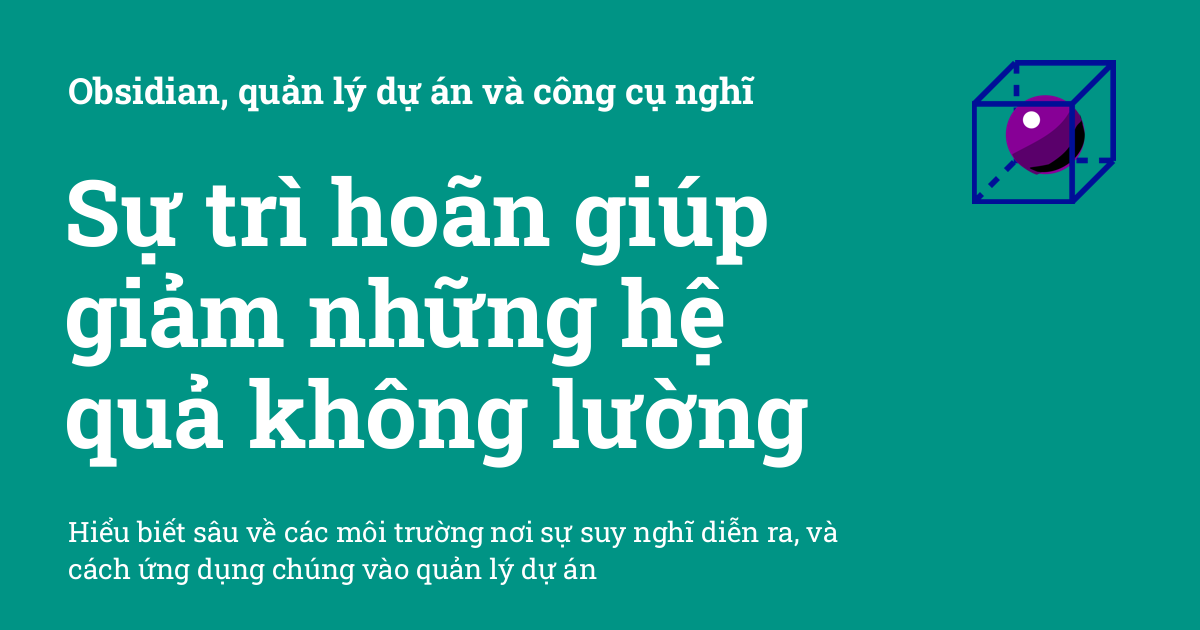 Obsidian, quản lý dự án và công cụ nghĩ
Sự trì hoãn giúp
giảm những hệ
quả không lường
Hiểu biết sâu về các môi trường nơi sự suy nghĩ diễn ra, và
cách ứng dụng chúng vào quản lý dự án